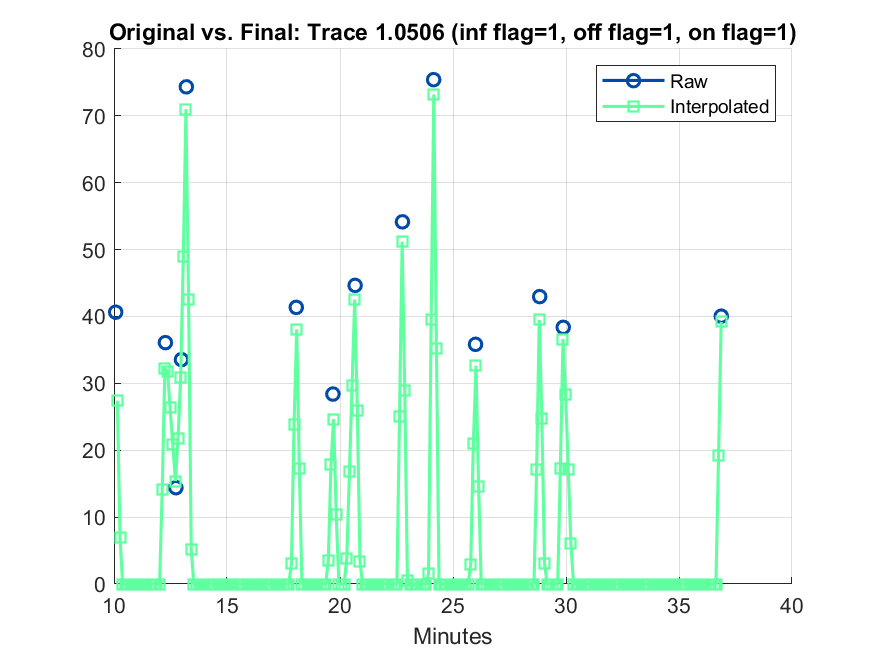 Original vs. Final: Trace 1.0506 (inf flag=1, off flag=1, on flag=1)
80
70
60
50
40
30
20
10
0
Raw
Interpolated
10 15 20 25 30 35 40
Minutes